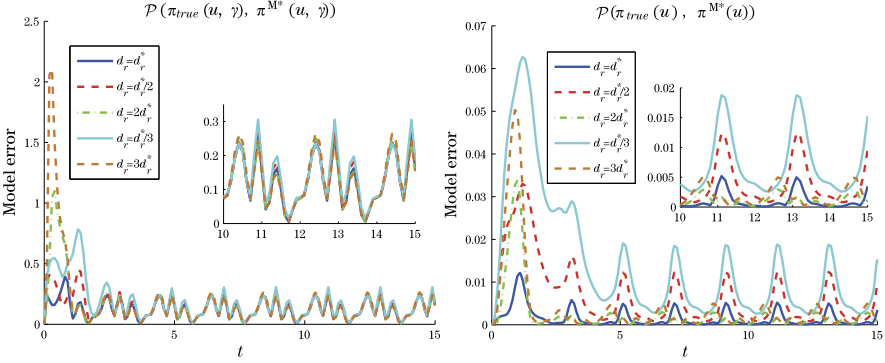 𝒫(π_true(u, γ), π^M*(u, γ))
Model error
2.5
2
1.5
1
0.5
0
d_r=d_r^*
d_r=d_r^*/2
d_r=2d_r^*
d_r=d_r^*/3
d_r=3d_r^*
0.3
0.2
0.1
0
10 11 12 13 14 15
0 5 10 15
t
𝒫(π_true(u), π^M*(u))
Model error
0.07
0.06
0.05
0.04
0.03
0.02
0.01
0
d_r=d_r^*
d_r=d_r^*/2
d_r=2d_r^*
d_r=d_r^*/3
d_r=3d_r^*
0.02
0.015
0.01
0.005
0
10 11 12 13 14 15
0 5 10 15
t